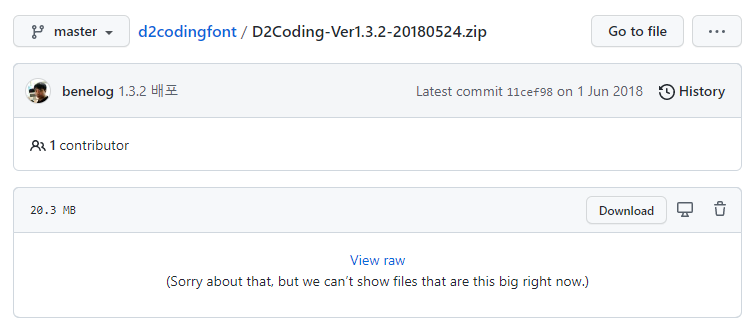 master d2codingfont / D2Coding-Ver1.3.2-20180524.zip Go to file ...
benelog 1.3.2 배포 Latest commit 11cef98 on 1 Jun 2018 History
1 contributor
20.3 MB Download
View raw
(Sorry about that, but we can’t show files that are this big right now.)